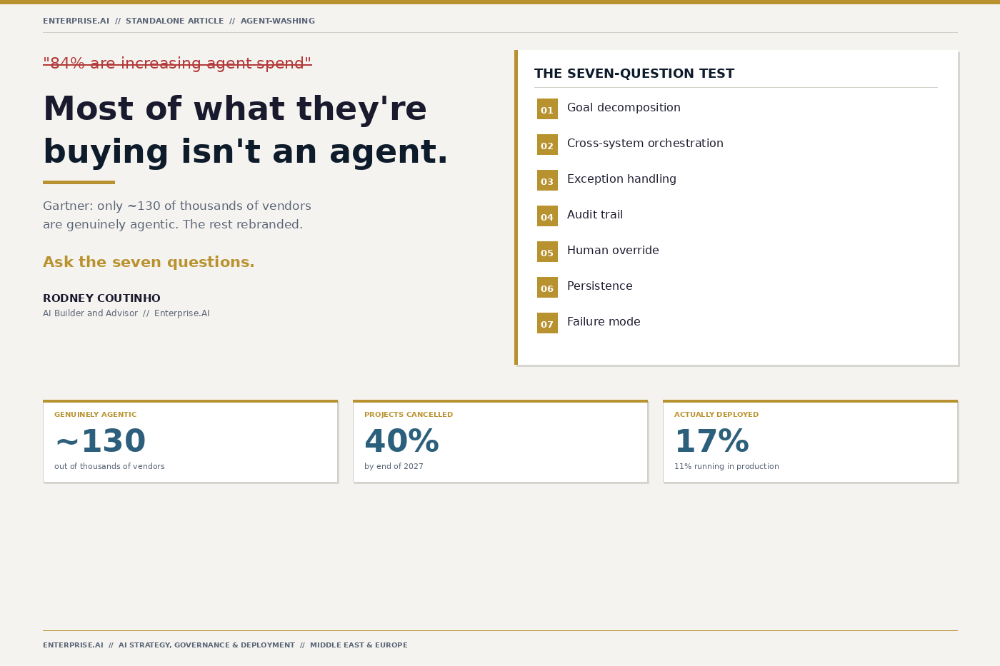 ENTERPRISE.AI // STANDALONE ARTICLE // AGENT-WASHING
"84% are increasing agent spend"
Most of what they're
buying isn't an agent.
Gartner: only ~130 of thousands of vendors
are genuinely agentic. The rest rebranded.
Ask the seven questions.
RODNEY COUTINHO
AI Builder and Advisor // Enterprise.AI
THE SEVEN-QUESTION TEST
01 Goal decomposition
02 Cross-system orchestration
03 Exception handling
04 Audit trail
05 Human override
06 Persistence
07 Failure mode
GENUINELY AGENTIC
~130
out of thousands of vendors
PROJECTS CANCELLED
40%
by end of 2027
ACTUALLY DEPLOYED
17%
11% running in production
ENTERPRISE.AI // AI STRATEGY, GOVERNANCE & DEPLOYMENT // MIDDLE EAST & EUROPE